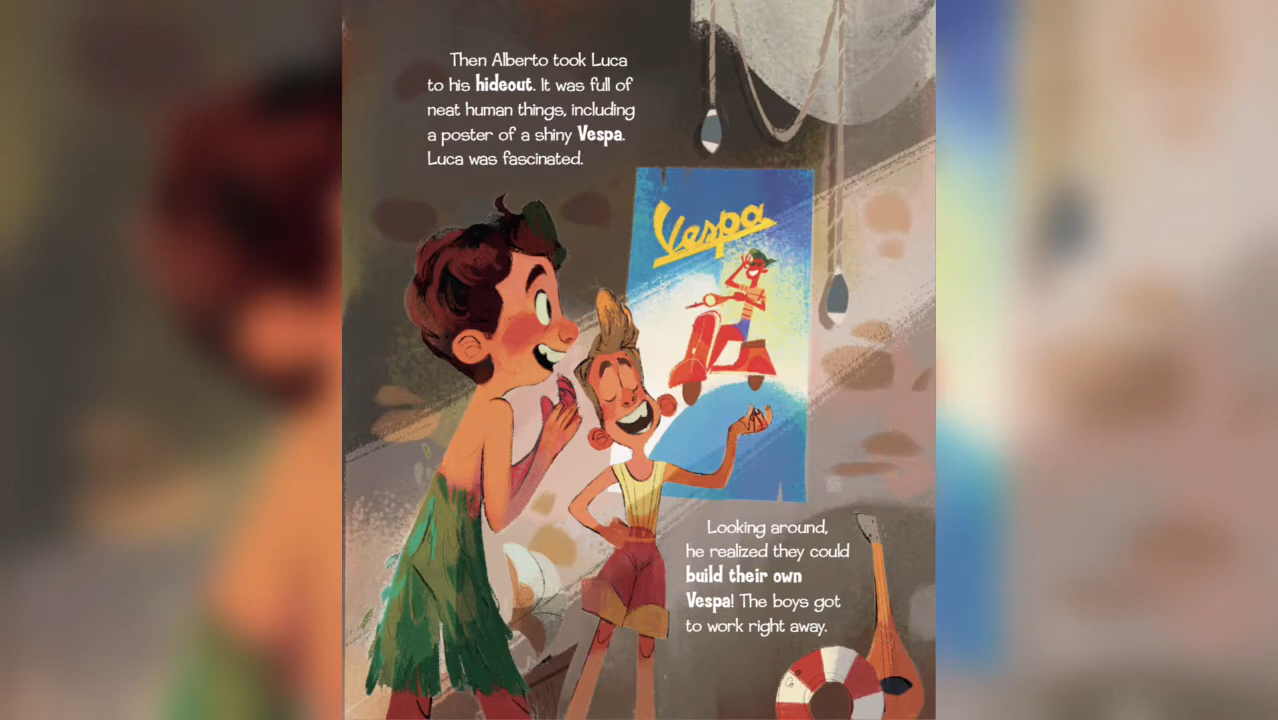 Then Alberto took Luca
to his hideout. It was full of
neat human things, including
a poster of a shiny Vespa.
Luca was fascinated.
Vespa
Looking around,
he realized they could
build their own
Vespa! The boys got
to work right away.